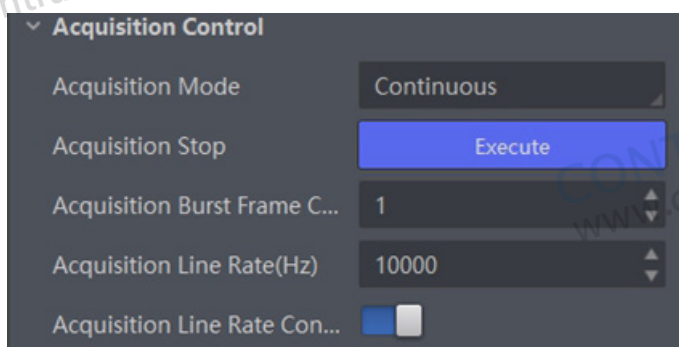 Acquisition Control
Acquisition Mode Continuous
Acquisition Stop Execute
Acquisition Burst Frame C... 1
Acquisition Line Rate(Hz) 10000
Acquisition Line Rate Con...